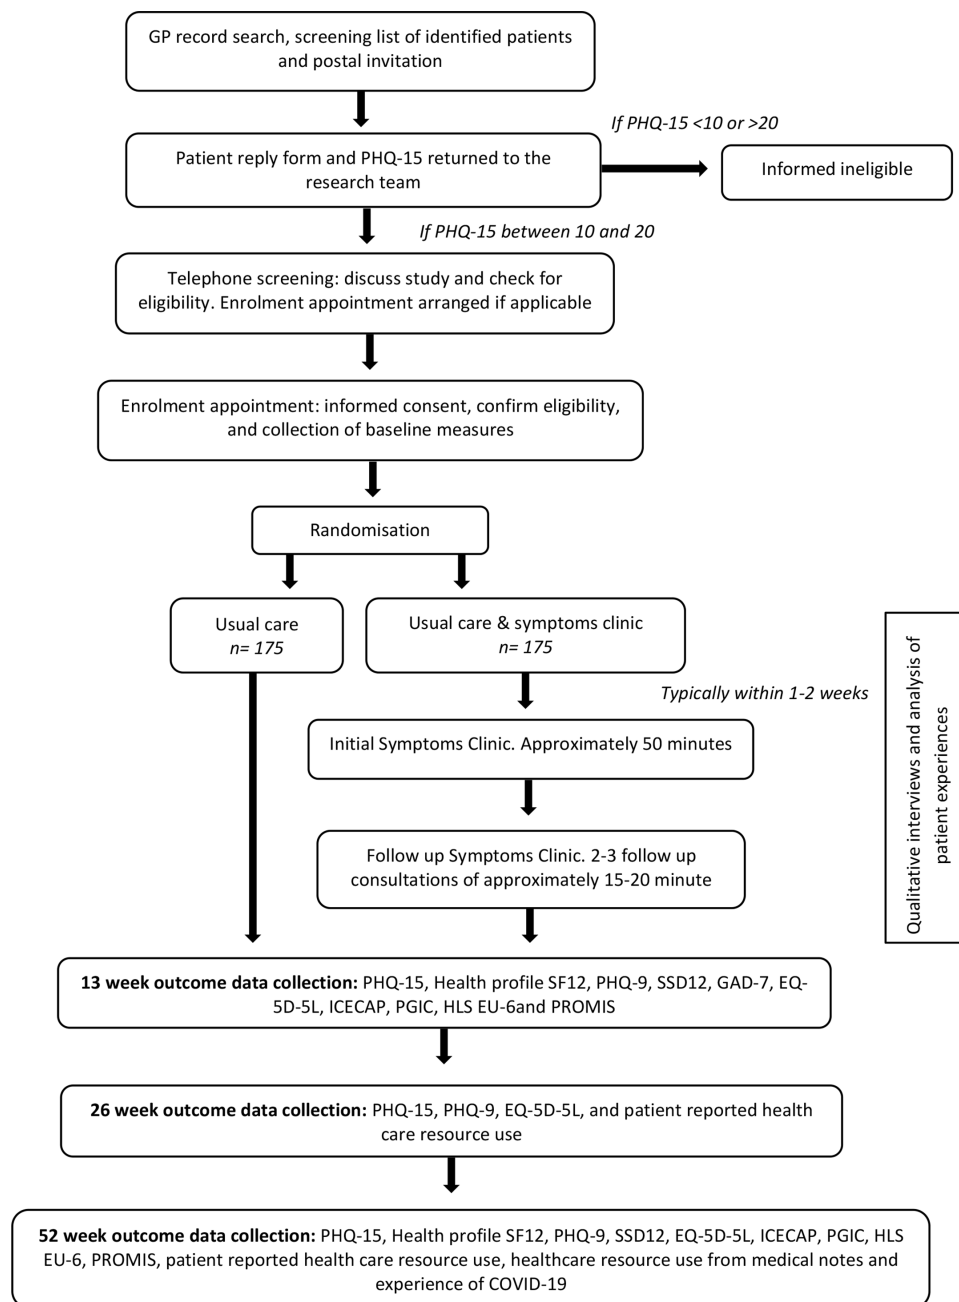 GP record search, screening list of identified patients
and postal invitation
If PHQ-15 <10 or >20
Patient reply form and PHQ-15 returned to the
research team
Informed ineligible
If PHQ-15 between 10 and 20
Telephone screening: discuss study and check for
eligibility. Enrolment appointment arranged if applicable
Enrolment appointment: informed consent, confirm eligibility,
and collection of baseline measures
Randomisation
Usual care
n= 175
Usual care & symptoms clinic
n= 175
Typically within 1-2 weeks
Initial Symptoms Clinic. Approximately 50 minutes
Follow up Symptoms Clinic. 2-3 follow up
consultations of approximately 15-20 minute
Qualitative interviews and analysis of
patient experiences
13 week outcome data collection: PHQ-15, Health profile SF12, PHQ-9, SSD12, GAD-7, EQ-
5D-5L, ICECAP, PGIC, HLS EU-6and PROMIS
26 week outcome data collection: PHQ-15, PHQ-9, EQ-5D-5L, and patient reported health
care resource use
52 week outcome data collection: PHQ-15, Health profile SF12, PHQ-9, SSD12, EQ-5D-5L, ICECAP, PGIC, HLS
EU-6, PROMIS, patient reported health care resource use, healthcare resource use from medical notes and
experience of COVID-19